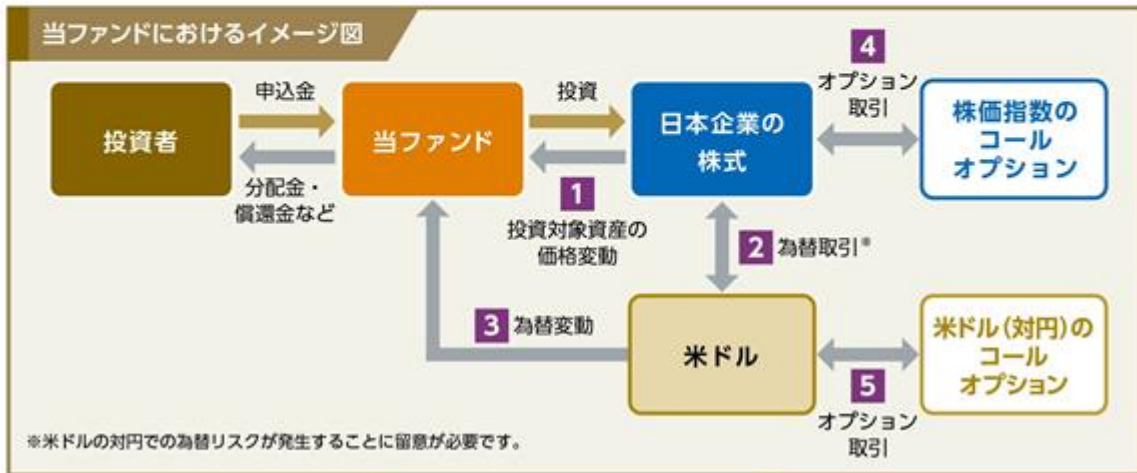 当ファンドにおけるイメージ図
投資者
申込金
分配金・
償還金など
当ファンド
投資
1
投資対象資産の
価格変動
日本企業の
株式
4
オプション
取引
株価指数の
コール
オプション
2 為替取引※
3 為替変動
米ドル
5
オプション
取引
米ドル(対円)の
コール
オプション
※米ドルの対円での為替リスクが発生することに留意が必要です。